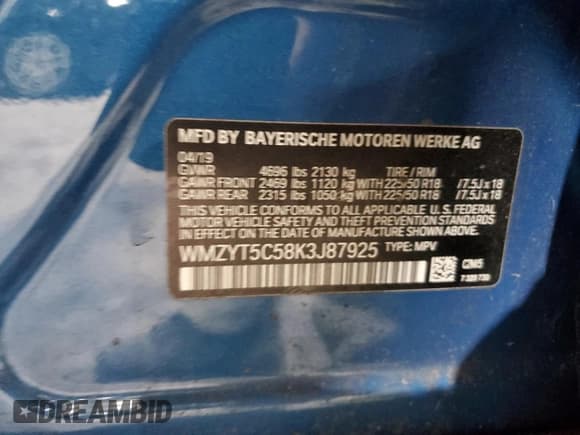 MFD BY BAYERISCHE MOTOREN WERKE AG
04/19
GVWR 4696 lbs 2130 kg TIRE / RIM
GAWR FRONT 2469 lbs 1120 kg WITH 225/50 R18 /7.5J x 18
GAWR REAR 2315 lbs 1050 kg WITH 225/50 R18 /7.5J x 18
THIS VEHICLE CONFORMS TO ALL APPLICABLE FEDERAL
MOTOR VEHICLE SAFETY AND THEFT PREVENTION STANDARDS
IN EFFECT ON THE DATE OF MANUFACTURE SHOWN ABOVE.
WMZYT5C58K3J87925 TYPE: MPV
CN5
DREAMBID